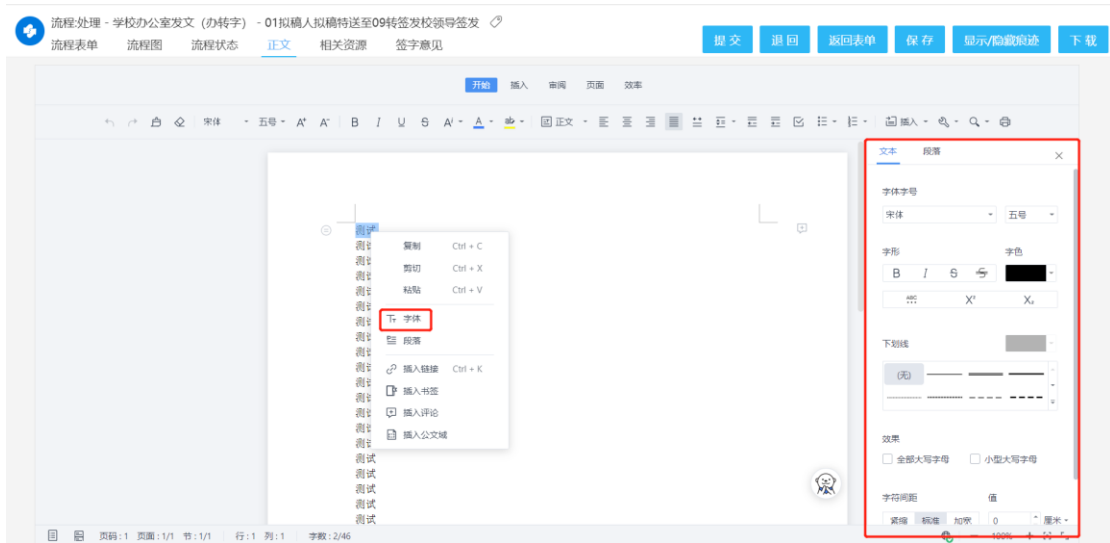 流程:处理 - 学校办公室发文（办转字） - 01拟稿人拟稿特送至09转签发校领导签发
流程表单 流程图 流程状态 正文 相关资源 签字意见
提交 退回 返回表单 保存 显示/隐藏痕迹 下载
开始 插入 审阅 页面 效率
宋体 五号 A+ A- B I U S A A ab 正文 插入
文本 段落
字体字号
宋体 五号
字形 字色
B I S S
ABC X² X₂
下划线
(无)
效果
全部大写字母 小型大写字母
字符间距 值
紧缩 标准 加宽 0 厘米
测试
复制 Ctrl + C
剪切 Ctrl + X
粘贴 Ctrl + V
字体
段落
插入链接 Ctrl + K
插入书签
插入评论
插入公文域
测试
测试
测试
测试
测试
页码: 1 页面: 1/1 节: 1/1 行: 1 列: 1 字数: 2/46
100%